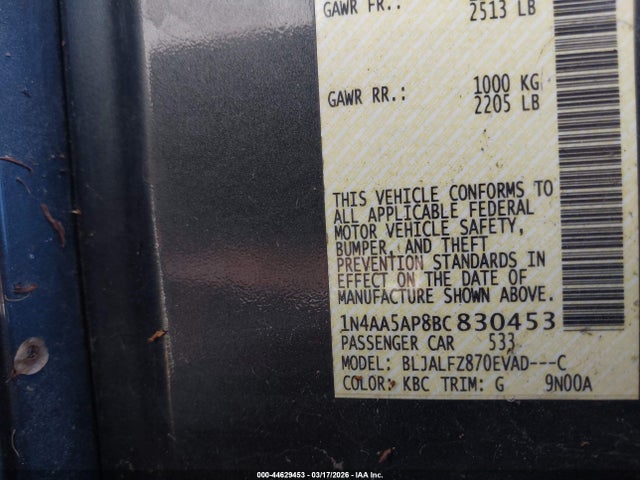 GAWR FR.: 2513 LB
GAWR RR.: 1000 KG
2205 LB
THIS VEHICLE CONFORMS TO
ALL APPLICABLE FEDERAL
MOTOR VEHICLE SAFETY,
BUMPER, AND THEFT
PREVENTION STANDARDS IN
EFFECT ON THE DATE OF
MANUFACTURE SHOWN ABOVE.
1N4AA5AP8BC830453
PASSENGER CAR 533
MODEL: BLJALFZ870EVAD---C
COLOR: KBC TRIM: G 9N00A
000-44629453 - 03/17/2026 - IAA Inc.